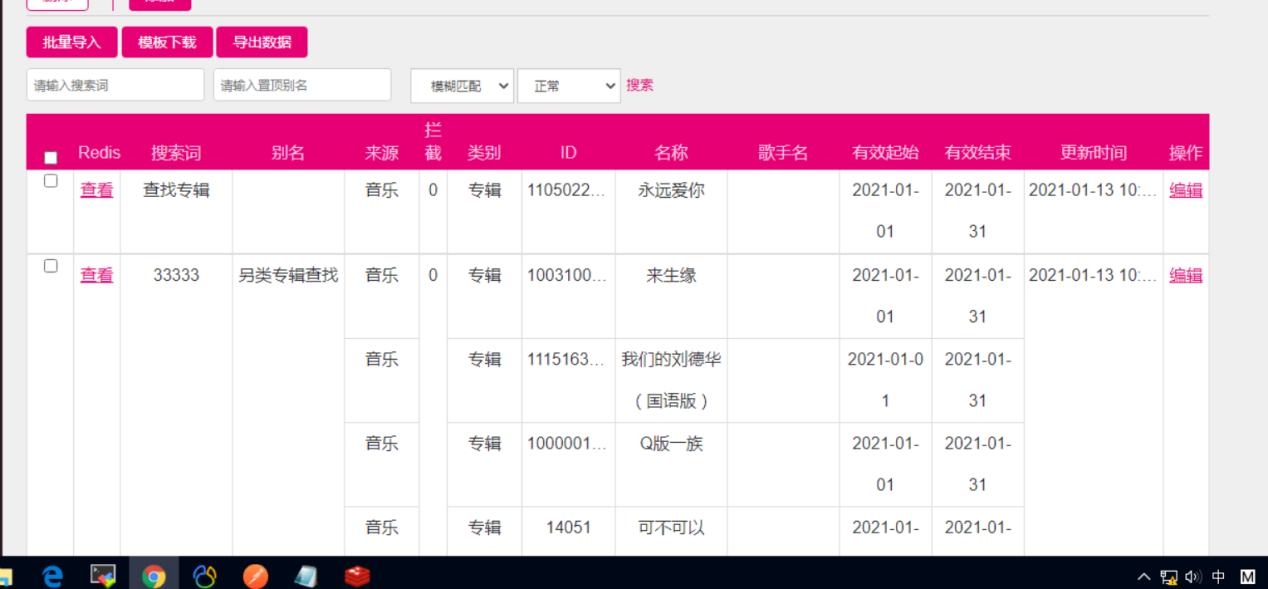 批量导入 模板下载 导出数据
请输入搜索词 请输入置顶别名 模糊匹配 正常 搜索
Redis 搜索词 别名 来源 拦截 类别 ID 名称 歌手名 有效起始 有效结束 更新时间 操作
查看 查找专辑 音乐 0 专辑 1105022... 永远爱你 2021-01- 2021-01- 2021-01-13 10:... 编辑
01 31
查看 33333 另类专辑查找 音乐 0 专辑 1003100... 来生缘 2021-01- 2021-01- 2021-01-13 10:... 编辑
01 31
音乐 专辑 1115163... 我们的刘德华 2021-01-0 2021-01-
（国语版） 1 31
音乐 专辑 1000001... Q版一族 2021-01- 2021-01-
01 31
音乐 专辑 14051 可不可以 2021-01- 2021-01-
中 M